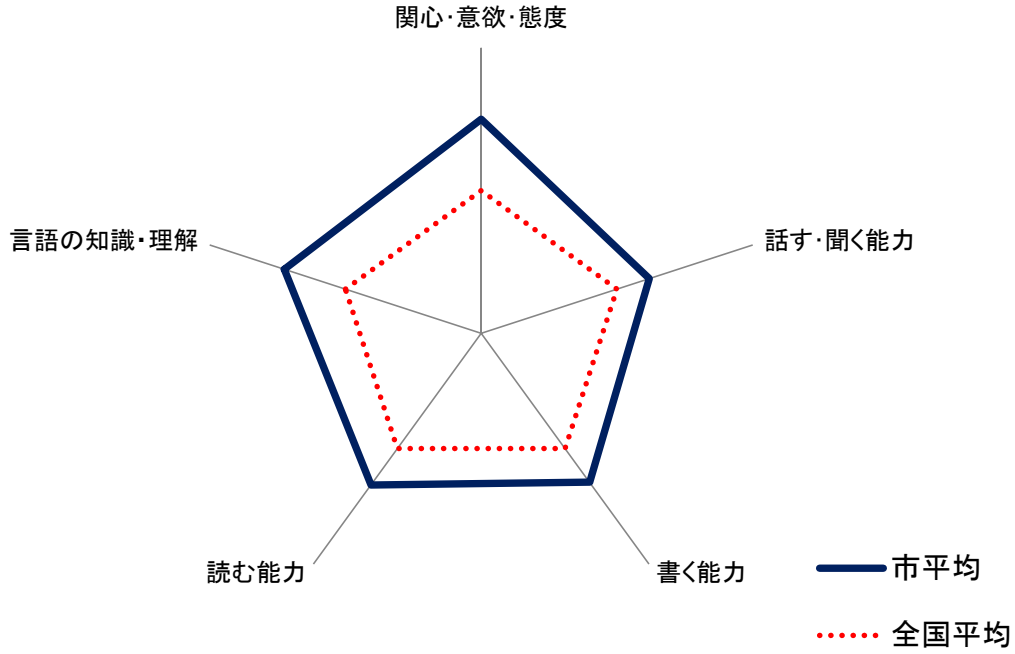 関心・意欲・態度
言語の知識・理解
話す・聞く能力
読む能力
書く能力
市平均
全国平均